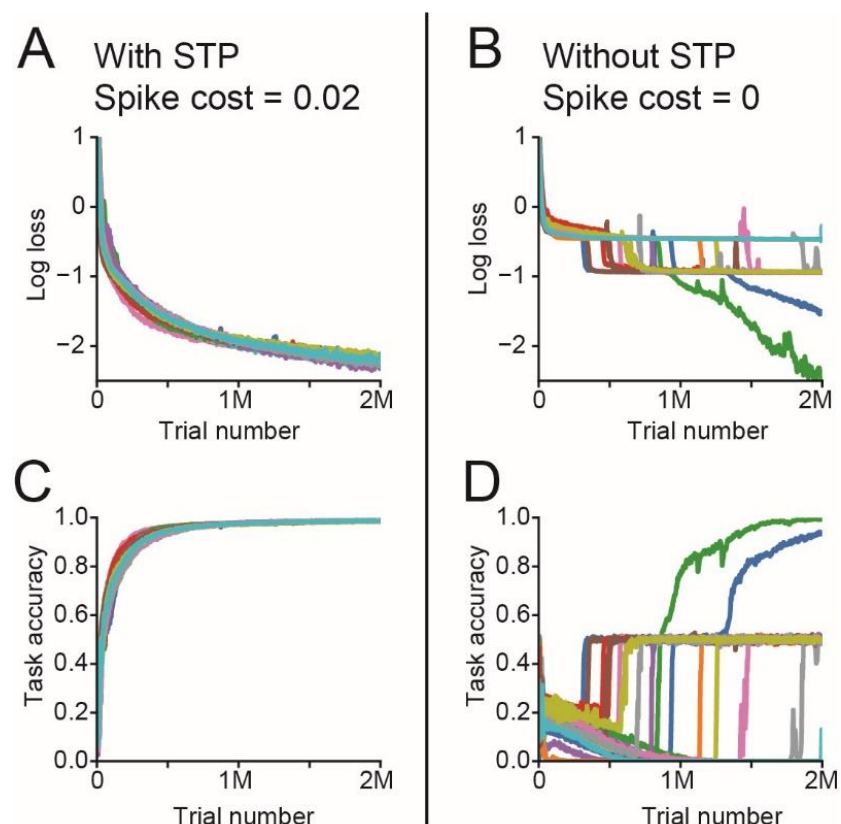 A With STP
Spike cost = 0.02
1
0
−1
−2
Log loss
0 1M 2M
Trial number
B Without STP
Spike cost = 0
1
0
−1
−2
Log loss
0 1M 2M
Trial number
C
1.0
0.8
0.6
0.4
0.2
0.0
Task accuracy
0 1M 2M
Trial number
D
1.0
0.8
0.6
0.4
0.2
0.0
Task accuracy
0 1M 2M
Trial number